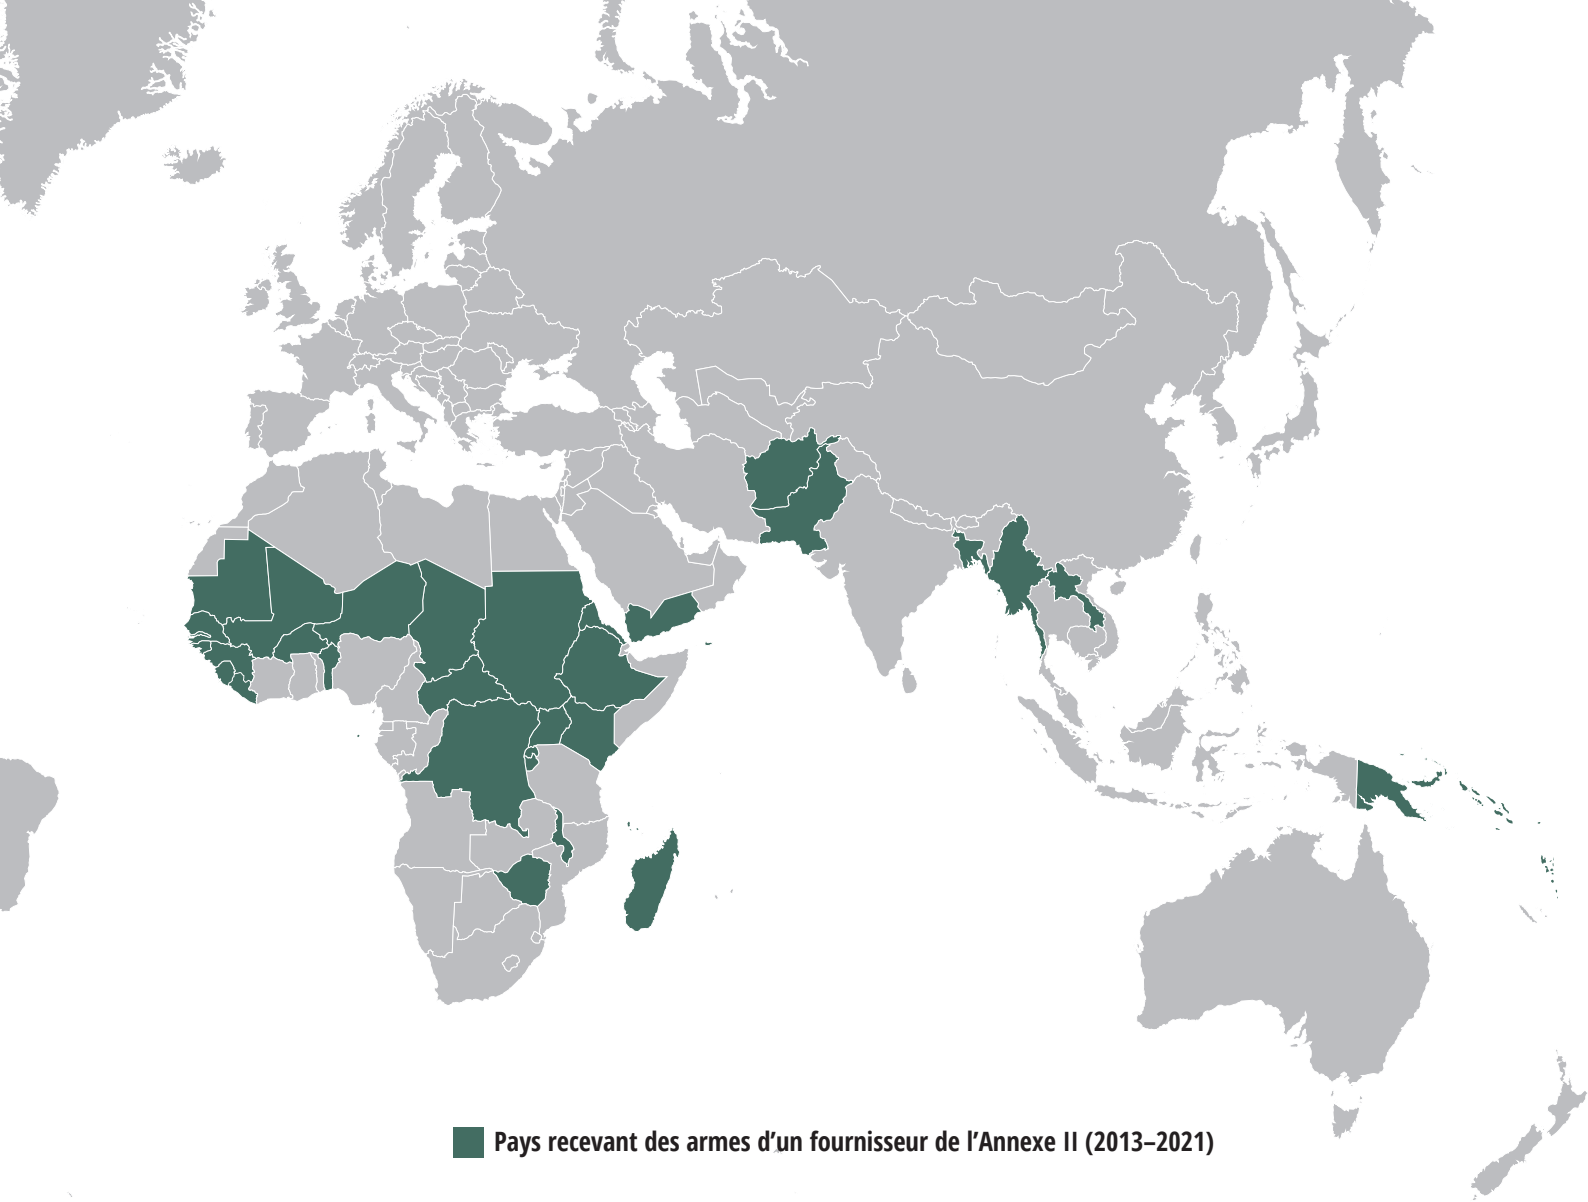 Pays recevant des armes d’un fournisseur de l’Annexe II (2013–2021)